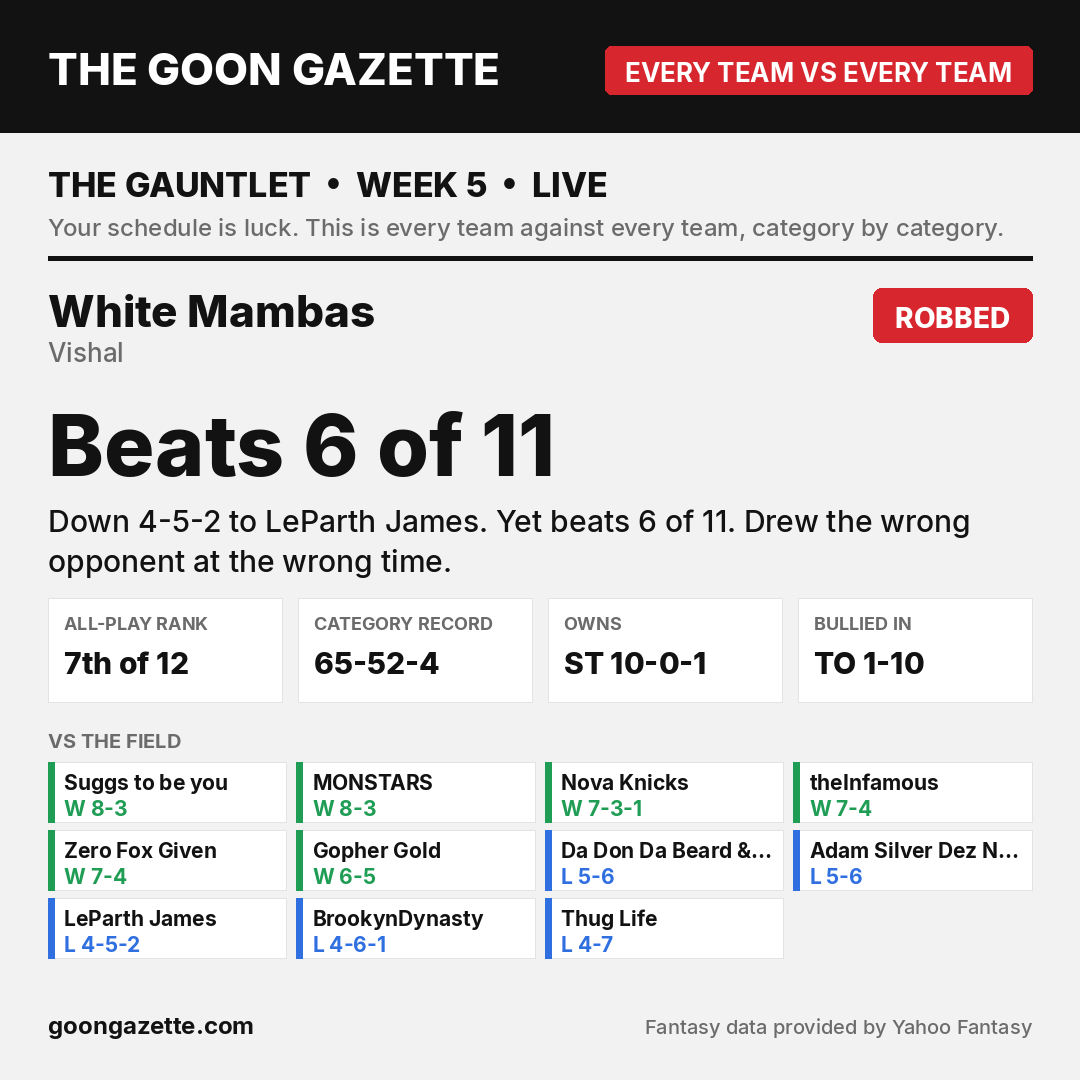 THE GOON GAZETTE
EVERY TEAM VS EVERY TEAM
THE GAUNTLET • WEEK 5 • LIVE
Your schedule is luck. This is every team against every team, category by category.
White Mambas
ROBBED
Vishal
Beats 6 of 11
Down 4-5-2 to LeParth James. Yet beats 6 of 11. Drew the wrong
opponent at the wrong time.
ALL-PLAY RANK
7th of 12
CATEGORY RECORD
65-52-4
OWNS
ST 10-0-1
BULLIED IN
TO 1-10
VS THE FIELD
Suggs to be you
W 8-3
MONSTARS
W 8-3
Nova Knicks
W 7-3-1
theInfamous
W 7-4
Zero Fox Given
W 7-4
Gopher Gold
W 6-5
Da Don Da Beard &...
L 5-6
Adam Silver Dez N...
L 5-6
LeParth James
L 4-5-2
BrookynDynasty
L 4-6-1
Thug Life
L 4-7
goongazette.com
Fantasy data provided by Yahoo Fantasy